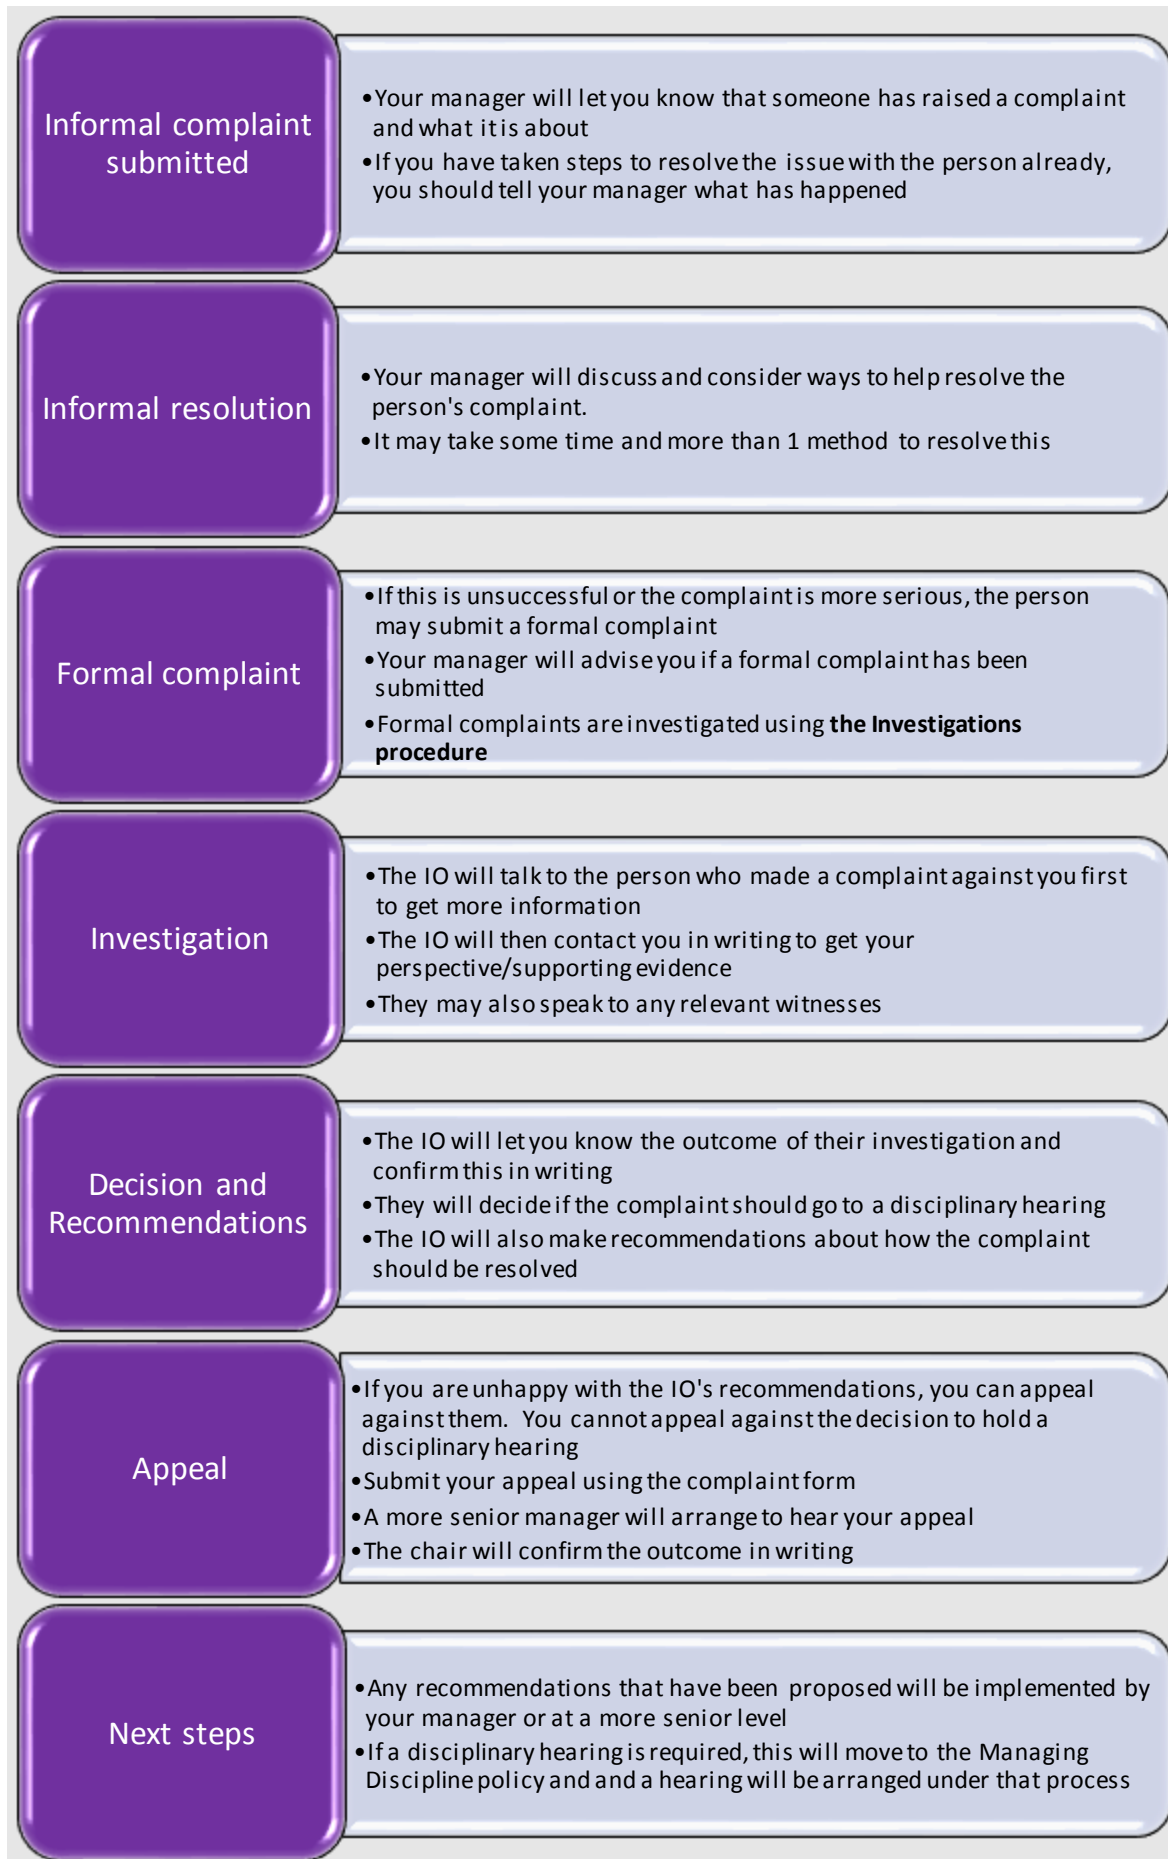 Informal complaint
submitted
•Your manager will let you know that someone has raised a complaint
and what it is about
•If you have taken steps to resolve the issue with the person already,
you should tell your manager what has happened
Informal resolution
•Your manager will discuss and consider ways to help resolve the
person's complaint.
•It may take some time and more than 1 method to resolve this
Formal complaint
•If this is unsuccessful or the complaint is more serious, the person
may submit a formal complaint
•Your manager will advise you if a formal complaint has been
submitted
•Formal complaints are investigated using the Investigations
procedure
Investigation
•The IO will talk to the person who made a complaint against you first
to get more information
•The IO will then contact you in writing to get your
perspective/supporting evidence
•They may also speak to any relevant witnesses
Decision and
Recommendations
•The IO will let you know the outcome of their investigation and
confirm this in writing
•They will decide if the complaint should go to a disciplinary hearing
•The IO will also make recommendations about how the complaint
should be resolved
Appeal
•If you are unhappy with the IO's recommendations, you can appeal
against them. You cannot appeal against the decision to hold a
disciplinary hearing
•Submit your appeal using the complaint form
•A more senior manager will arrange to hear your appeal
•The chair will confirm the outcome in writing
Next steps
•Any recommendations that have been proposed will be implemented by
your manager or at a more senior level
•If a disciplinary hearing is required, this will move to the Managing
Discipline policy and and a hearing will be arranged under that process